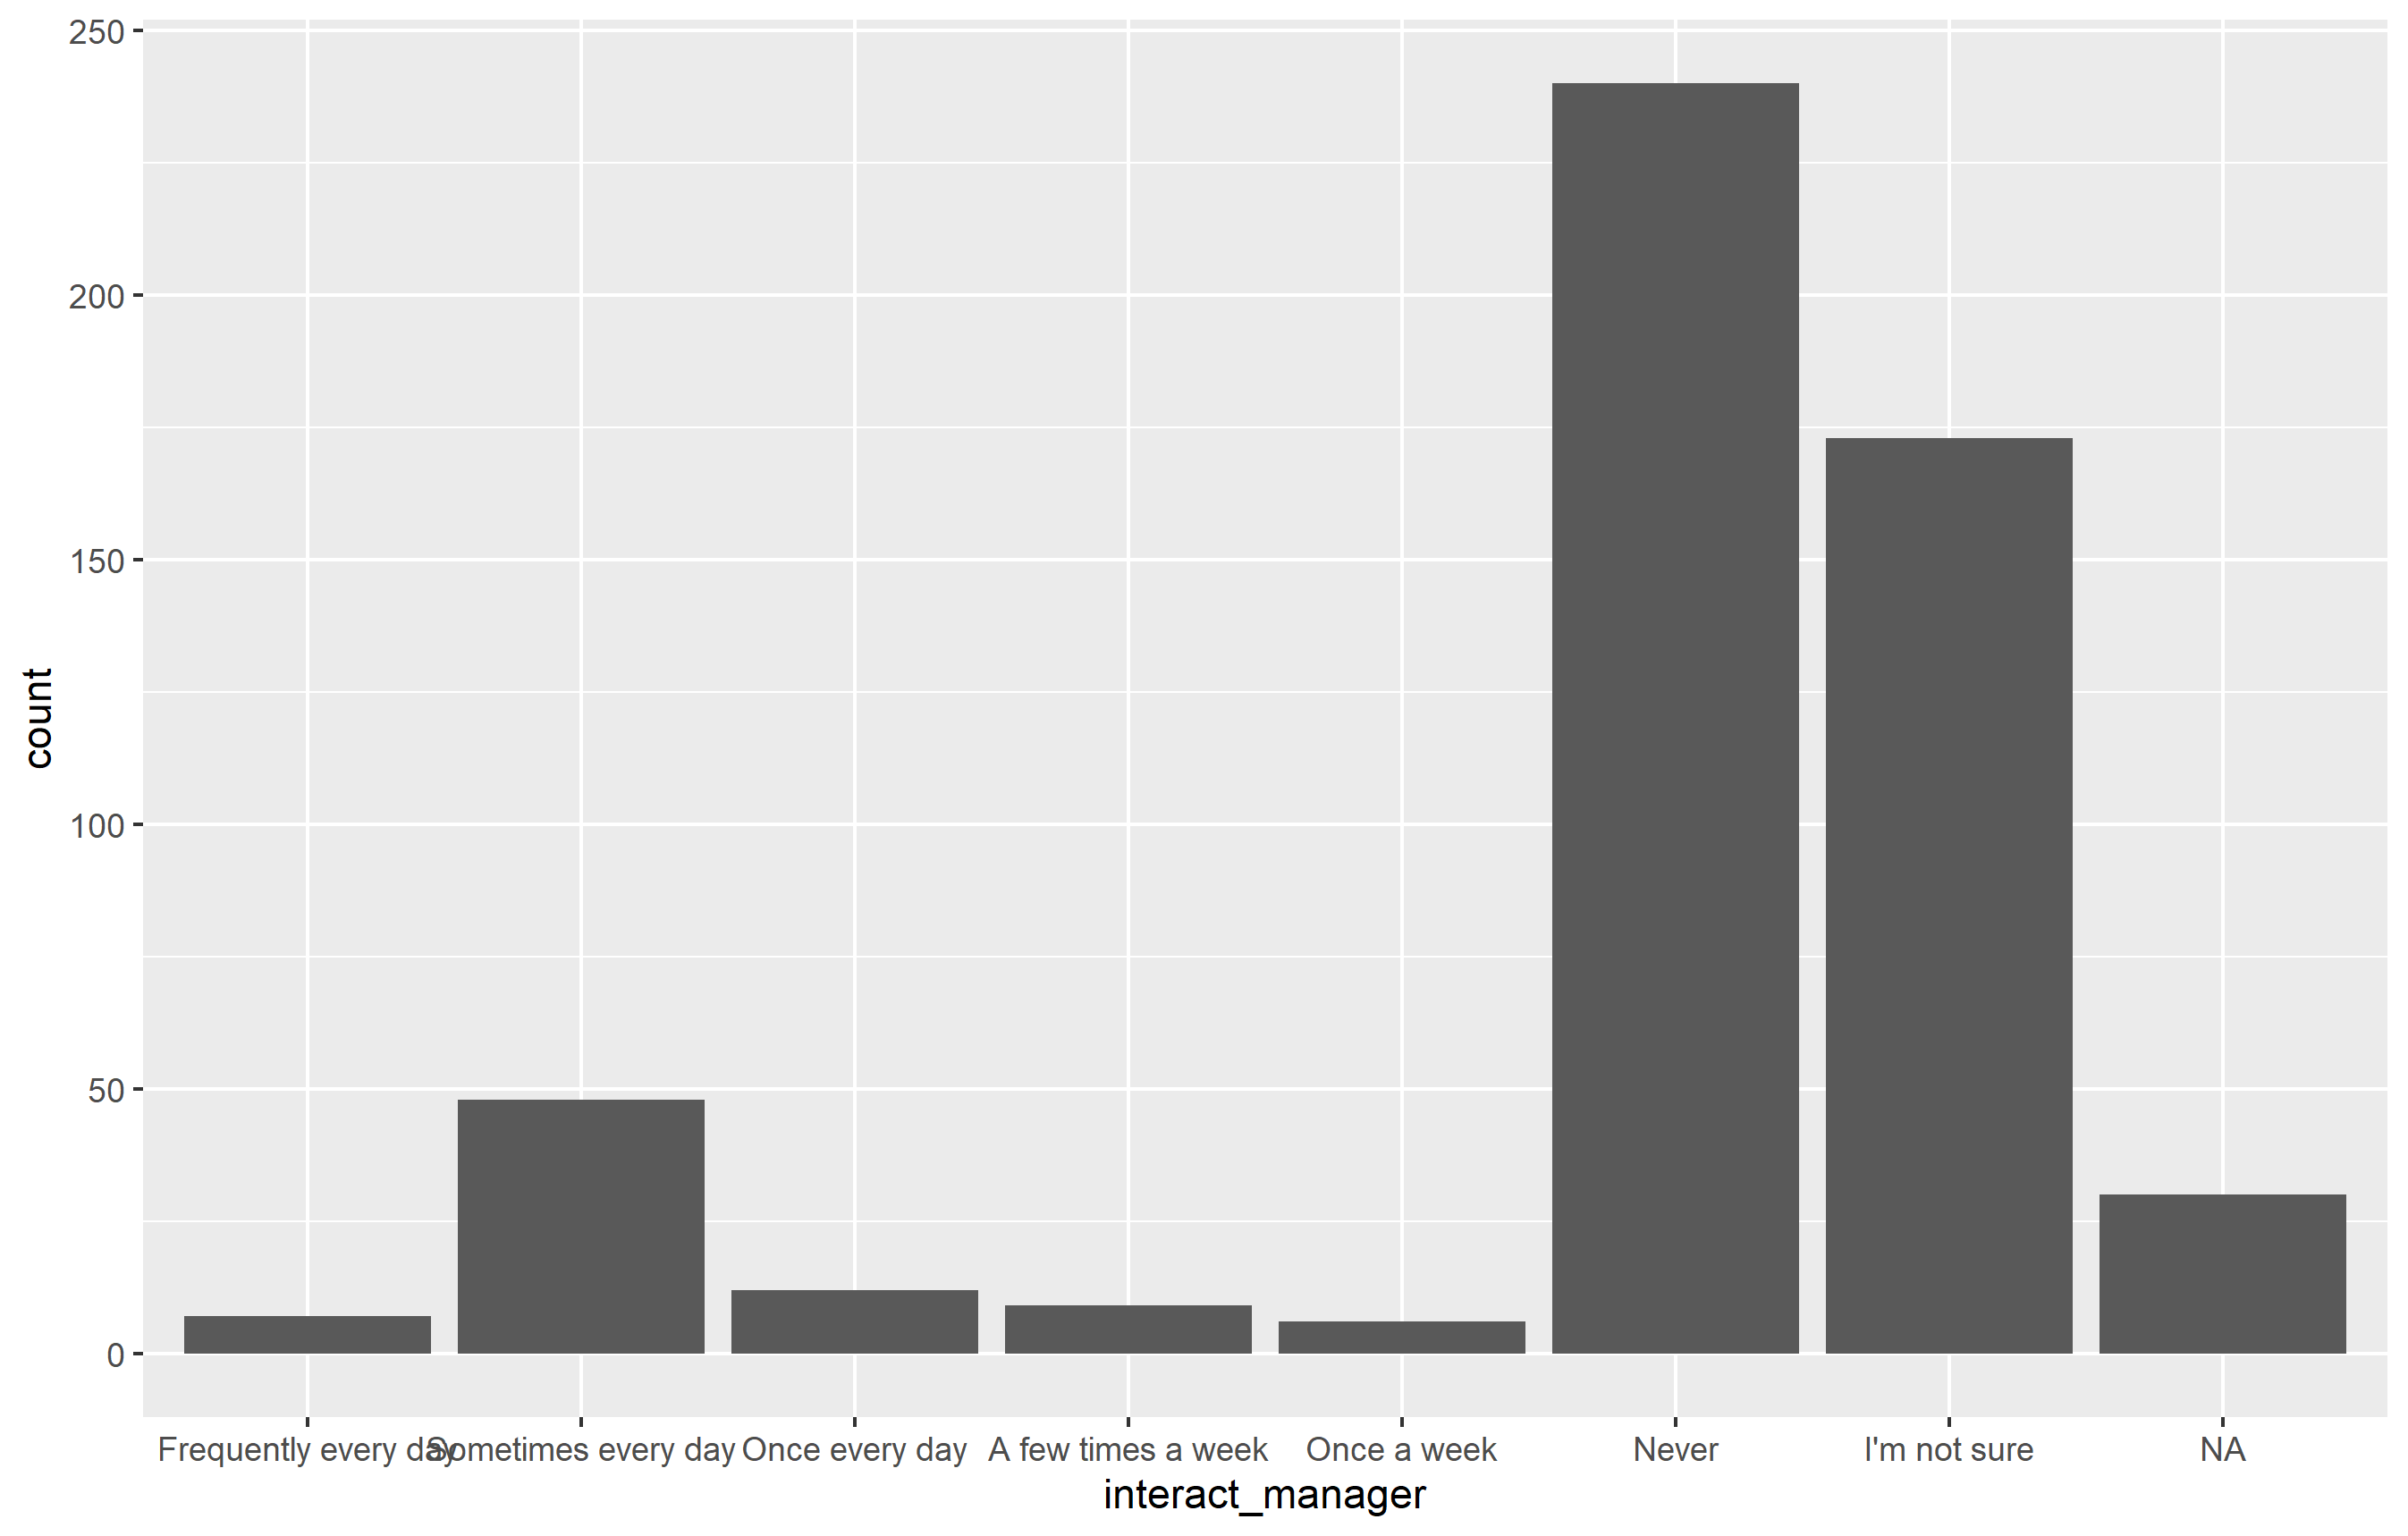 250
200
150
100
50
0
count
Frequently every day Sometimes every day Once every day A few times a week Once a week Never I'm not sure NA
interact_manager